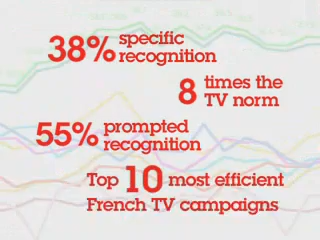 38% specific
recognition
8 times the
TV norm
55% prompted
recognition
Top 10 most efficient
French TV campaigns